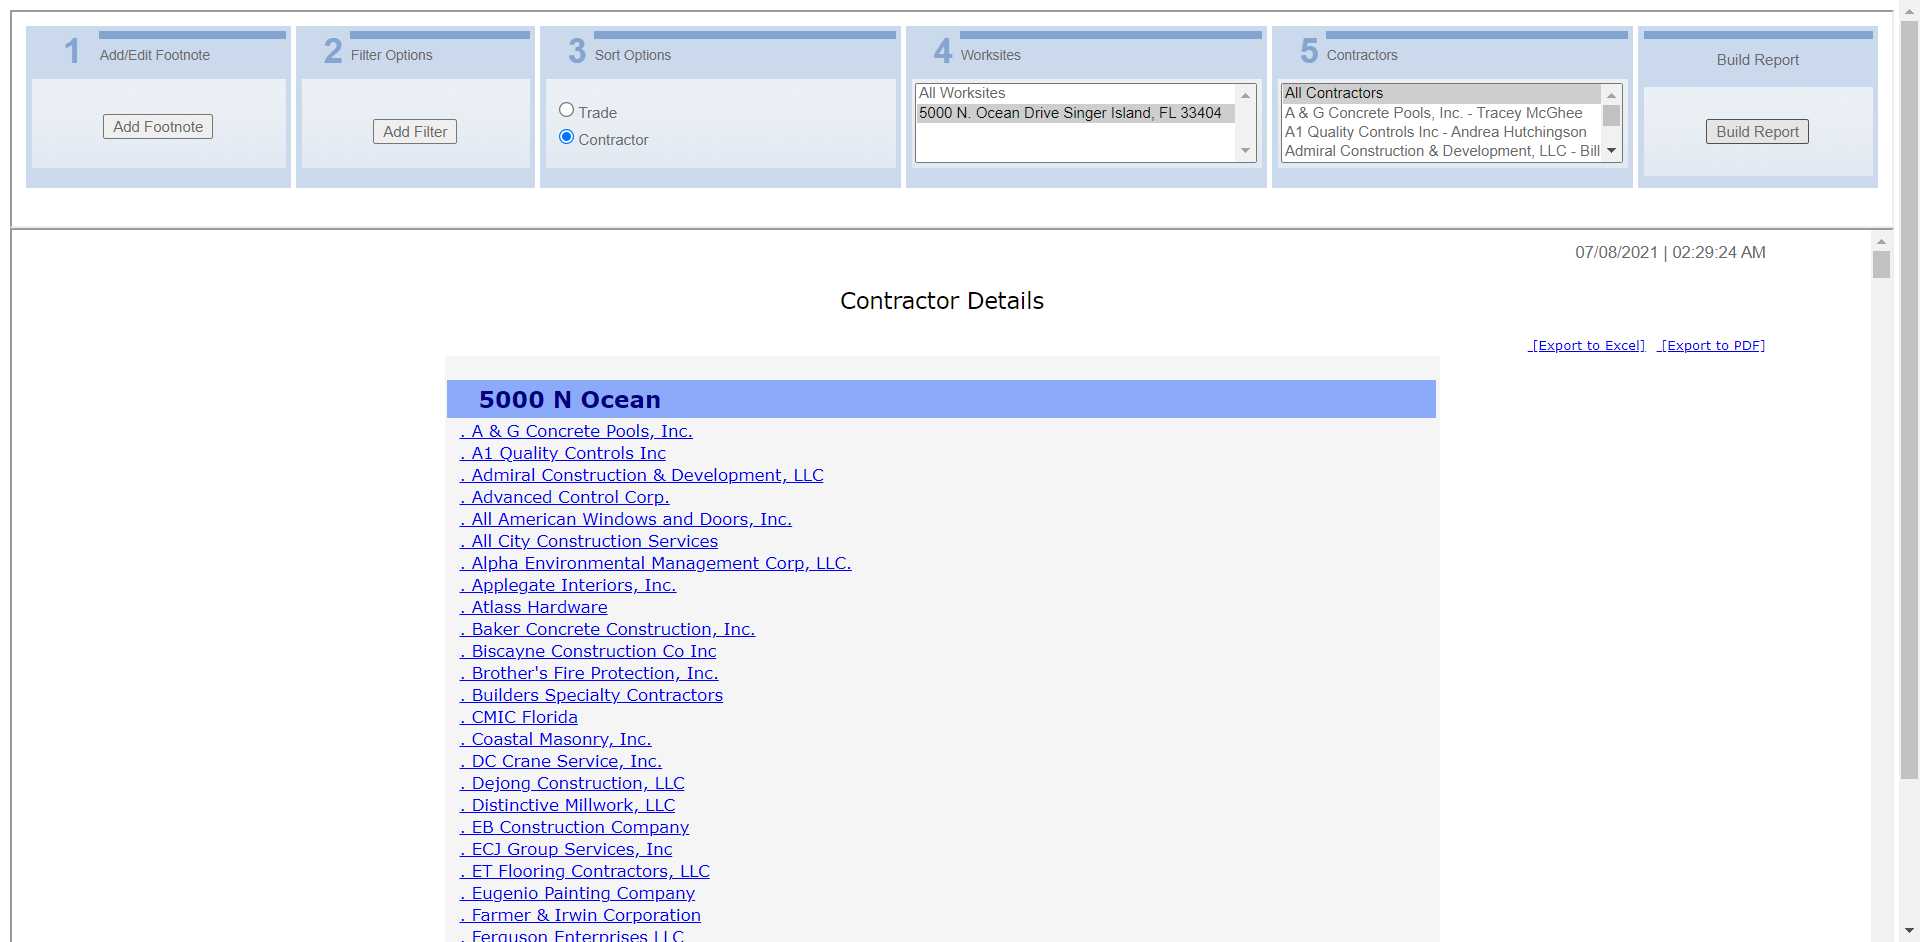 1 Add/Edit Footnote
Add Footnote
2 Filter Options
Add Filter
3 Sort Options
Trade
Contractor
4 Worksites
All Worksites
5000 N. Ocean Drive Singer Island, FL 33404
5 Contractors
All Contractors
A & G Concrete Pools, Inc. - Tracey McGhee
A1 Quality Controls Inc - Andrea Hutchingson
Admiral Construction & Development, LLC - Bill
Build Report
Build Report
07/08/2021 | 02:29:24 AM
Contractor Details
[Export to Excel] [Export to PDF]
5000 N Ocean
. A & G Concrete Pools, Inc.
. A1 Quality Controls Inc
. Admiral Construction & Development, LLC
. Advanced Control Corp.
. All American Windows and Doors, Inc.
. All City Construction Services
. Alpha Environmental Management Corp, LLC.
. Applegate Interiors, Inc.
. Atlass Hardware
. Baker Concrete Construction, Inc.
. Biscayne Construction Co Inc
. Brother's Fire Protection, Inc.
. Builders Specialty Contractors
. CMIC Florida
. Coastal Masonry, Inc.
. DC Crane Service, Inc.
. Dejong Construction, LLC
. Distinctive Millwork, LLC
. EB Construction Company
. ECJ Group Services, Inc
. ET Flooring Contractors, LLC
. Eugenio Painting Company
. Farmer & Irwin Corporation
. Ferguson Enterprises LLC